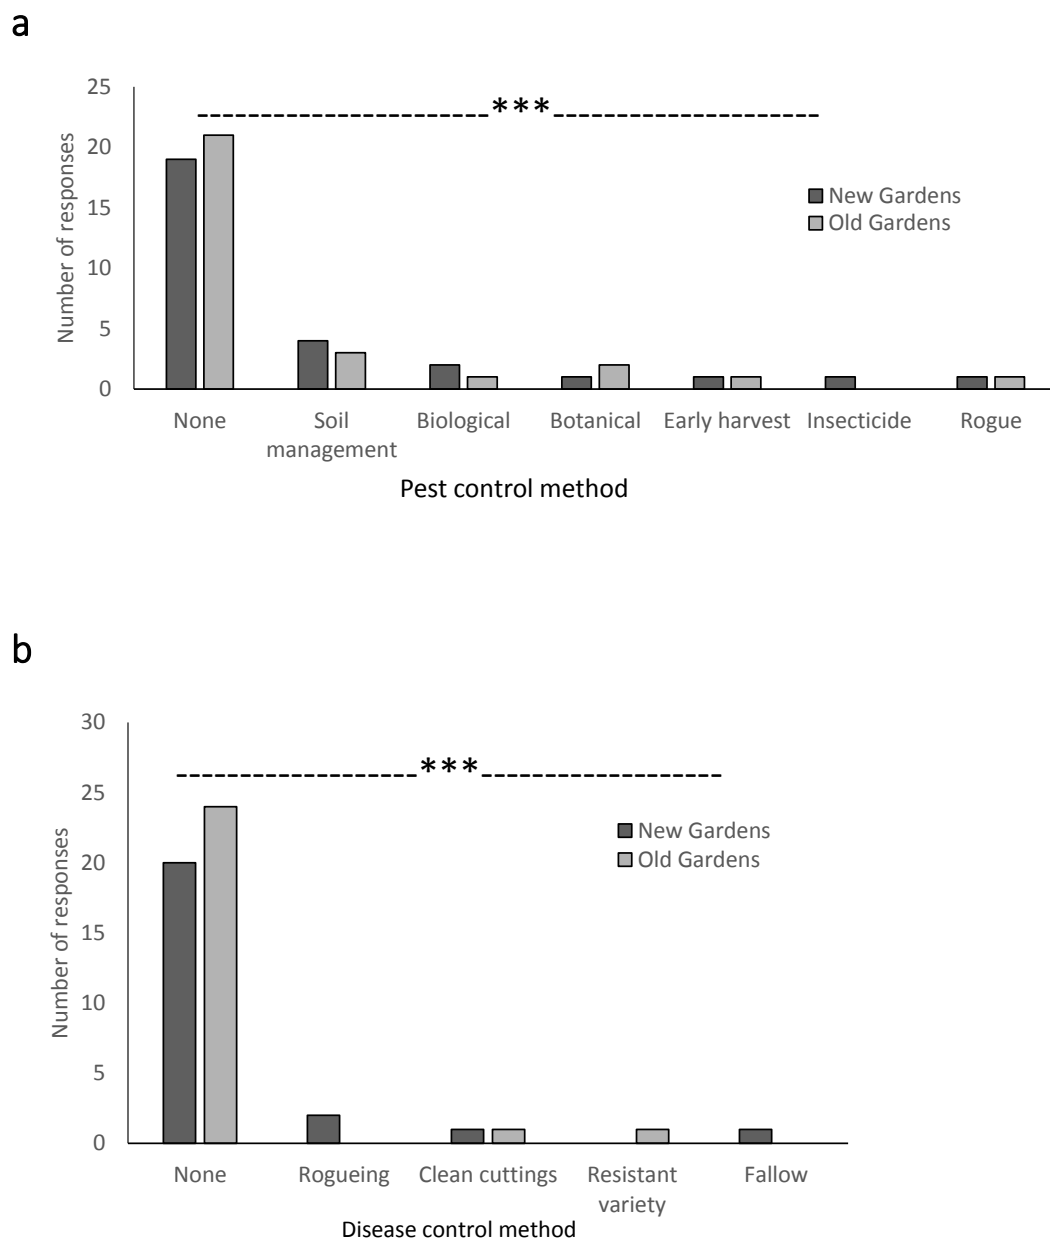 a
25
***
20
New Gardens
15
Old Gardens
10
5
0
Number of responses
None Soil management Biological Botanical Early harvest Insecticide Rogue
Pest control method
b
30
***
25
New Gardens
Old Gardens
20
15
10
5
0
Number of responses
None Rogueing Clean cuttings Resistant variety Fallow
Disease control method